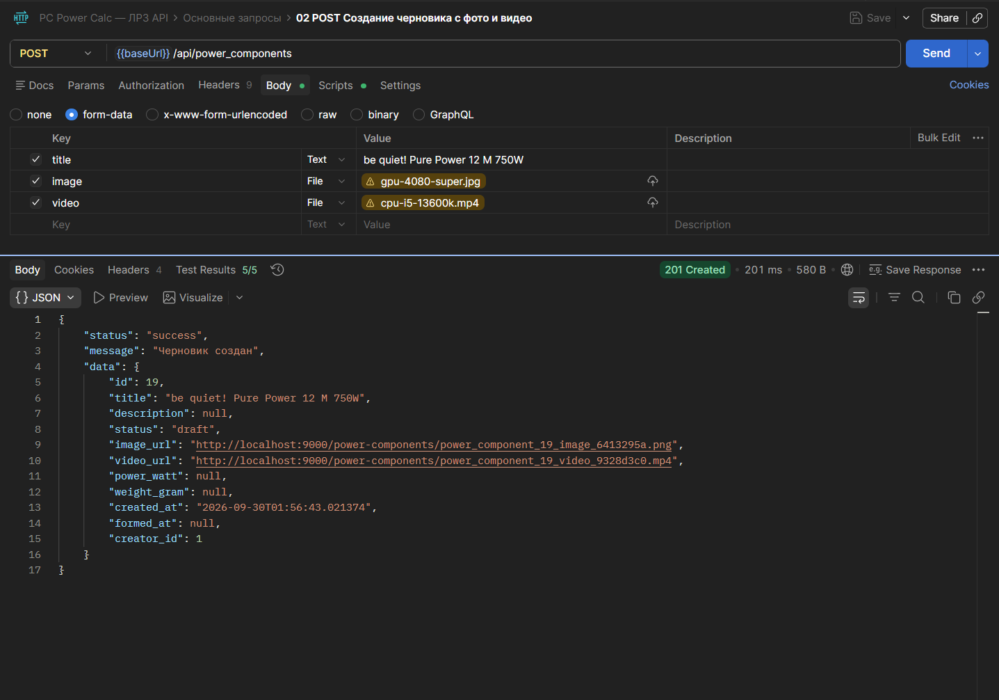 HTTP PC Power Calc — ЛР3 API > Основные запросы > 02 POST Создание черновика с фото и видео Save Share
POST {{baseUrl}} /api/power_components Send
Docs Params Authorization Headers 9 Body Scripts Settings Cookies
none form-data x-www-form-urlencoded raw binary GraphQL
Key Value Description Bulk Edit
title Text be quiet! Pure Power 12 M 750W
image File gpu-4080-super.jpg
video File cpu-i5-13600k.mp4
Key Text Value Description
Body Cookies Headers 4 Test Results 5/5 201 Created 201 ms 580 B e.g. Save Response
{} JSON Preview Visualize
1 {
2 "status": "success",
3 "message": "Черновик создан",
4 "data": {
5 "id": 19,
6 "title": "be quiet! Pure Power 12 M 750W",
7 "description": null,
8 "status": "draft",
9 "image_url": "http://localhost:9000/power-components/power_component_19_image_6413295a.png",
10 "video_url": "http://localhost:9000/power-components/power_component_19_video_9328d3c0.mp4",
11 "power_watt": null,
12 "weight_gram": null,
13 "created_at": "2026-09-30T01:56:43.021374",
14 "formed_at": null,
15 "creator_id": 1
16 }
17 }